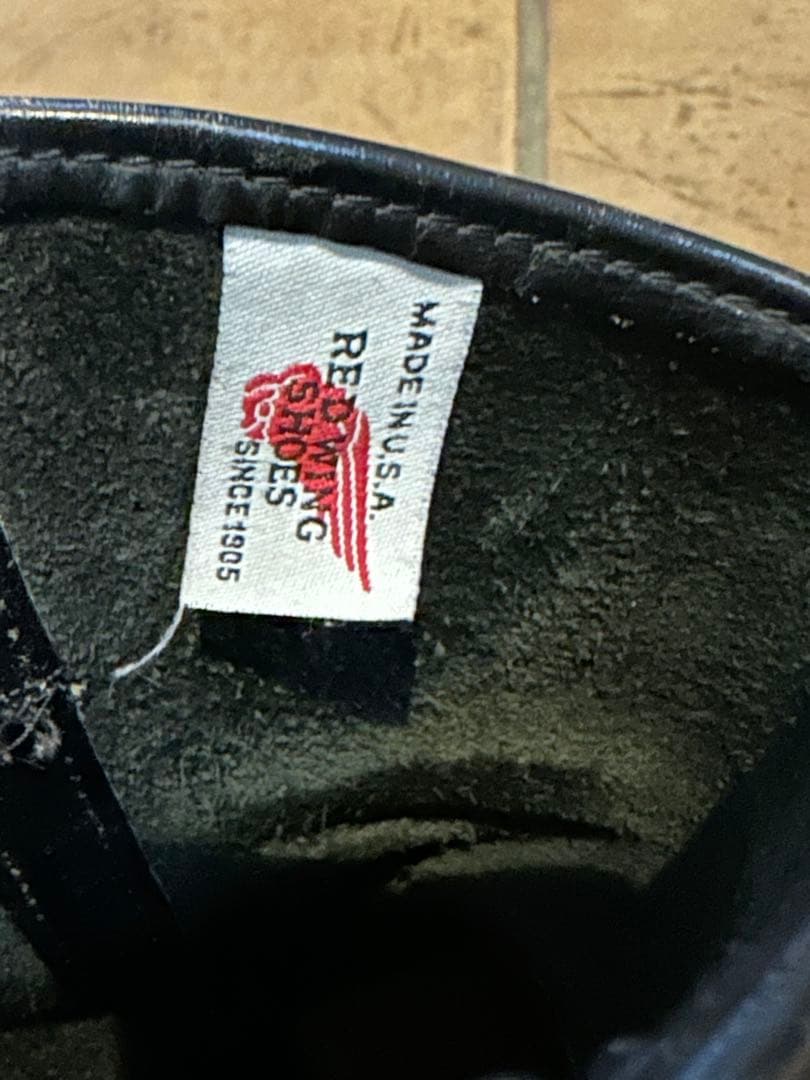 MADE IN U.S.A.
RED WING
SHOES
SINCE 1905